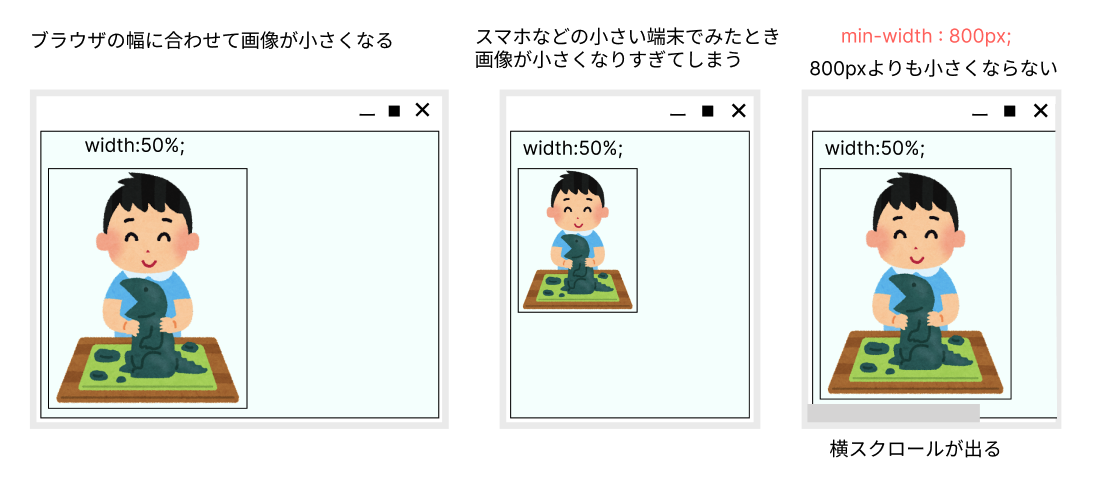 ブラウザの幅に合わせて画像が小さくなる
スマホなどの小さい端末でみたとき
画像が小さくなりすぎてしまう
min-width : 800px;
800pxよりも小さくならない
width:50%;
width:50%;
width:50%;
横スクロールが出る